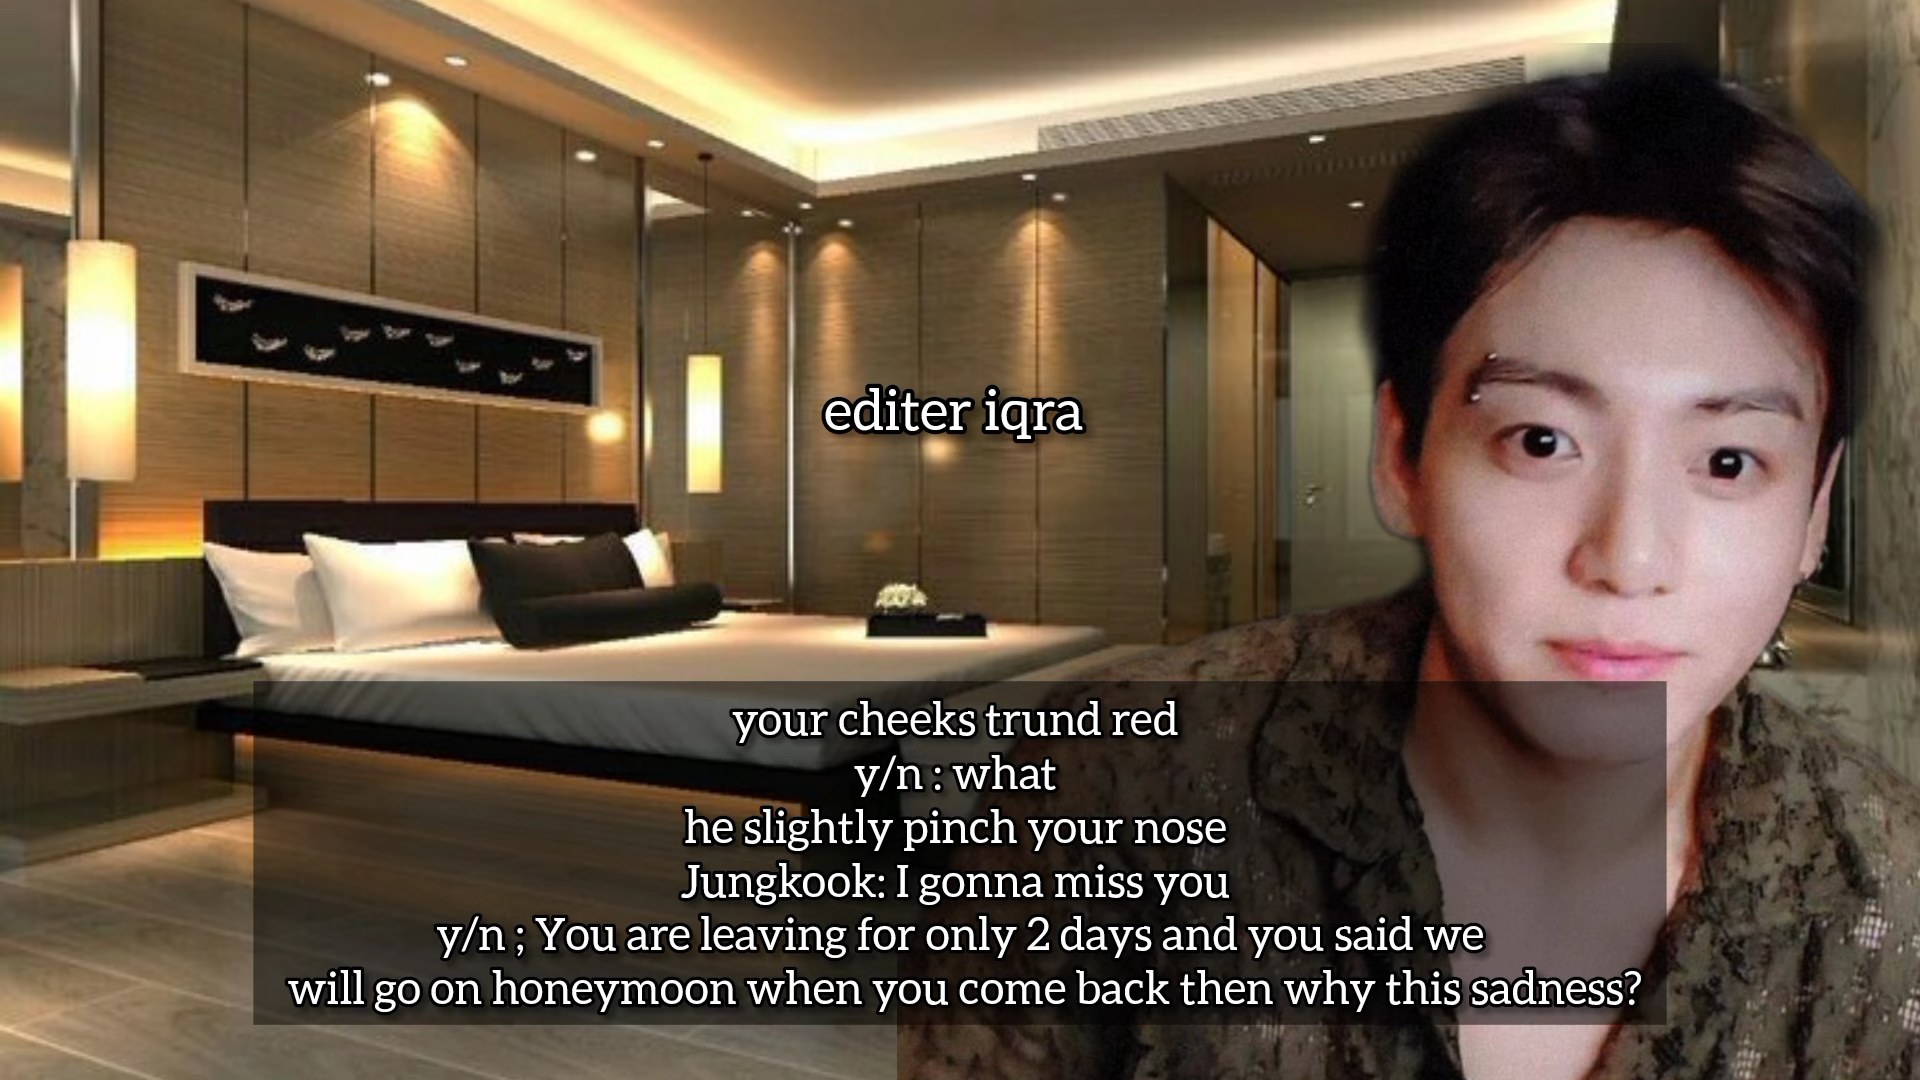 editer iqra
your cheeks trund red
y/n : what
he slightly pinch your nose
Jungkook: I gonna miss you
y/n ; You are leaving for only 2 days and you said we
will go on honeymoon when you come back then why this sadness?